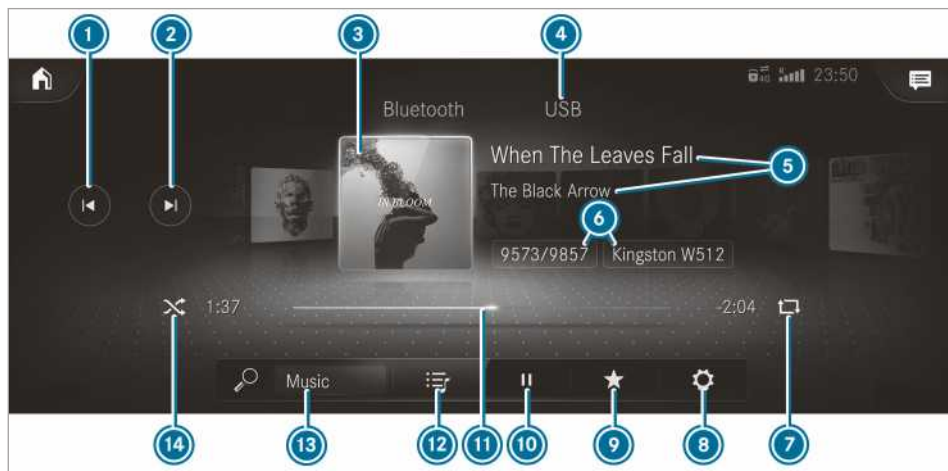 1 2 3 4
4G R 23:50
Bluetooth USB
When The Leaves Fall
5
The Black Arrow
6
IN BLOOM
9573/9857 Kingston W512
1:37 -2:04
Music
14 13 12 11 10 9 8 7